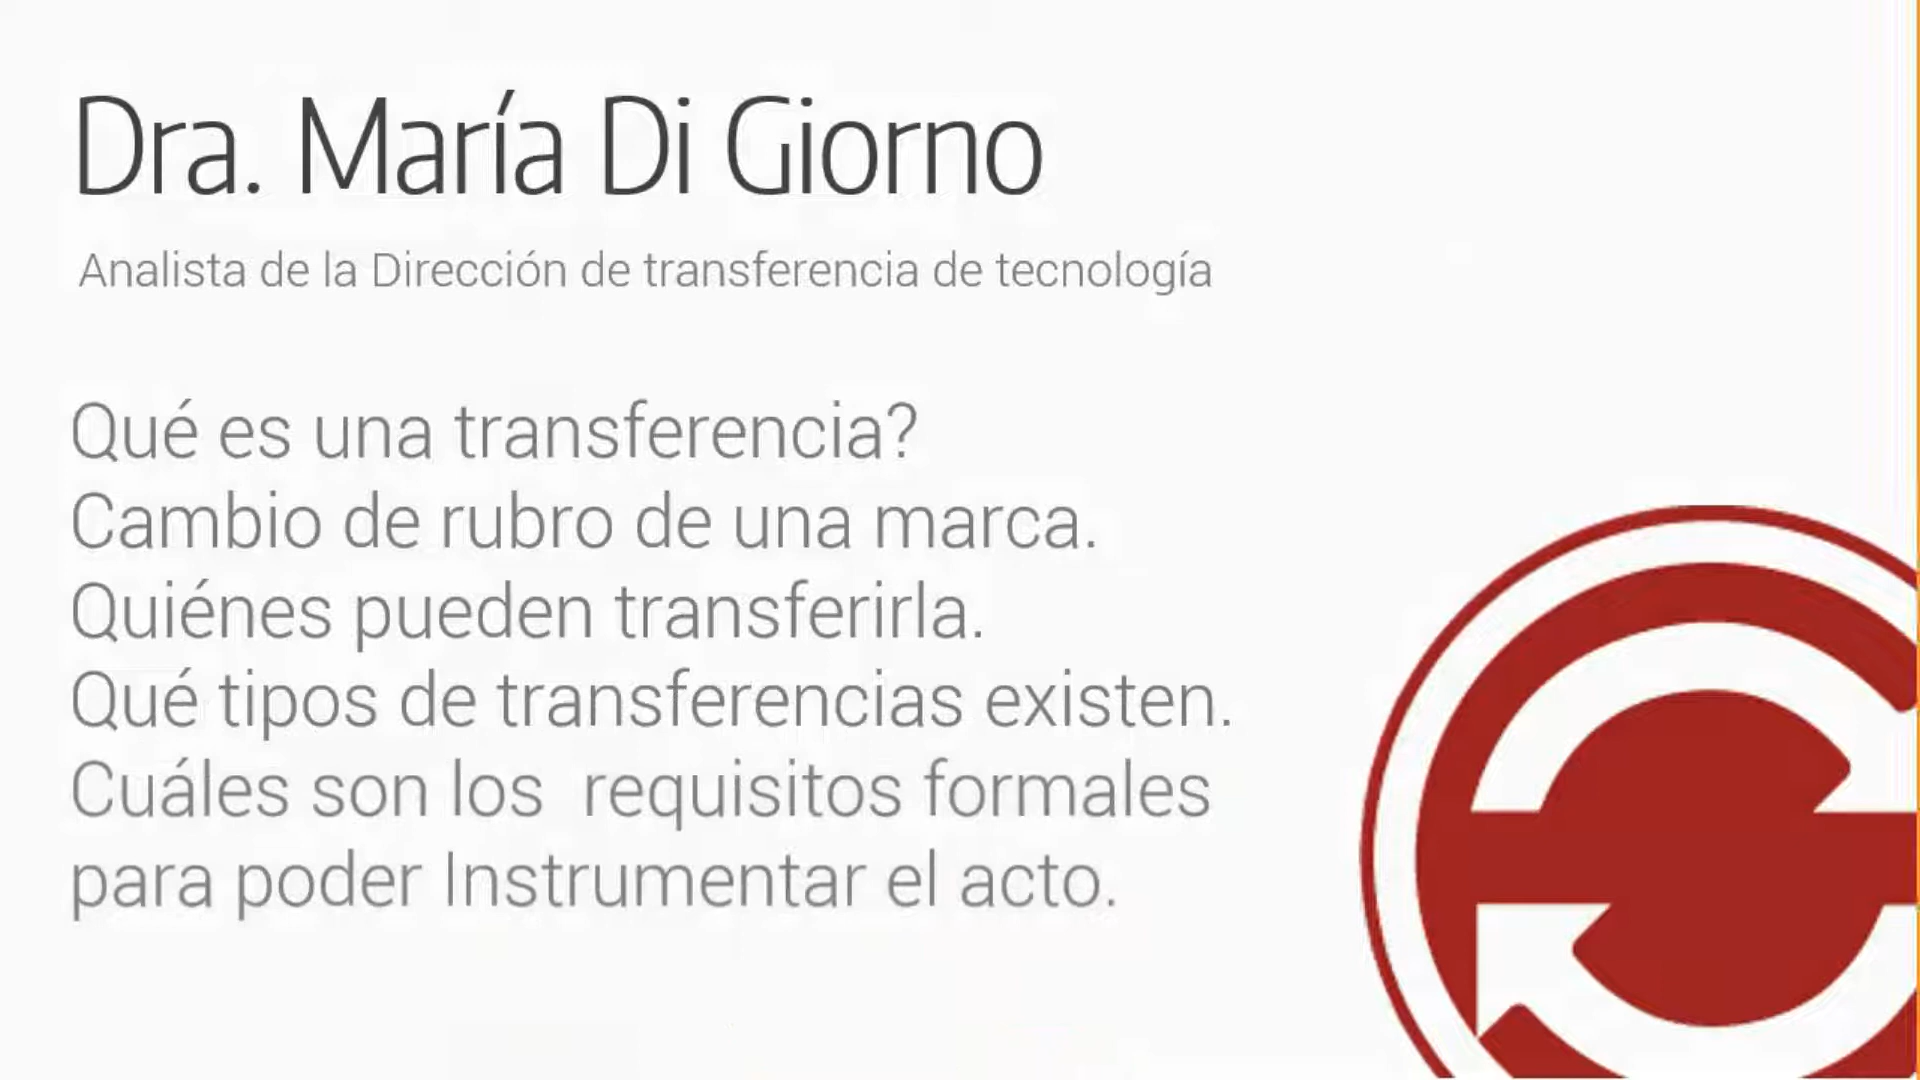 Dra. María Di Giorno
Analista de la Dirección de transferencia de tecnología
Qué es una transferencia?
Cambio de rubro de una marca.
Quiénes pueden transferirla.
Qué tipos de transferencias existen.
Cuáles son los  requisitos formales
para poder Instrumentar el acto.